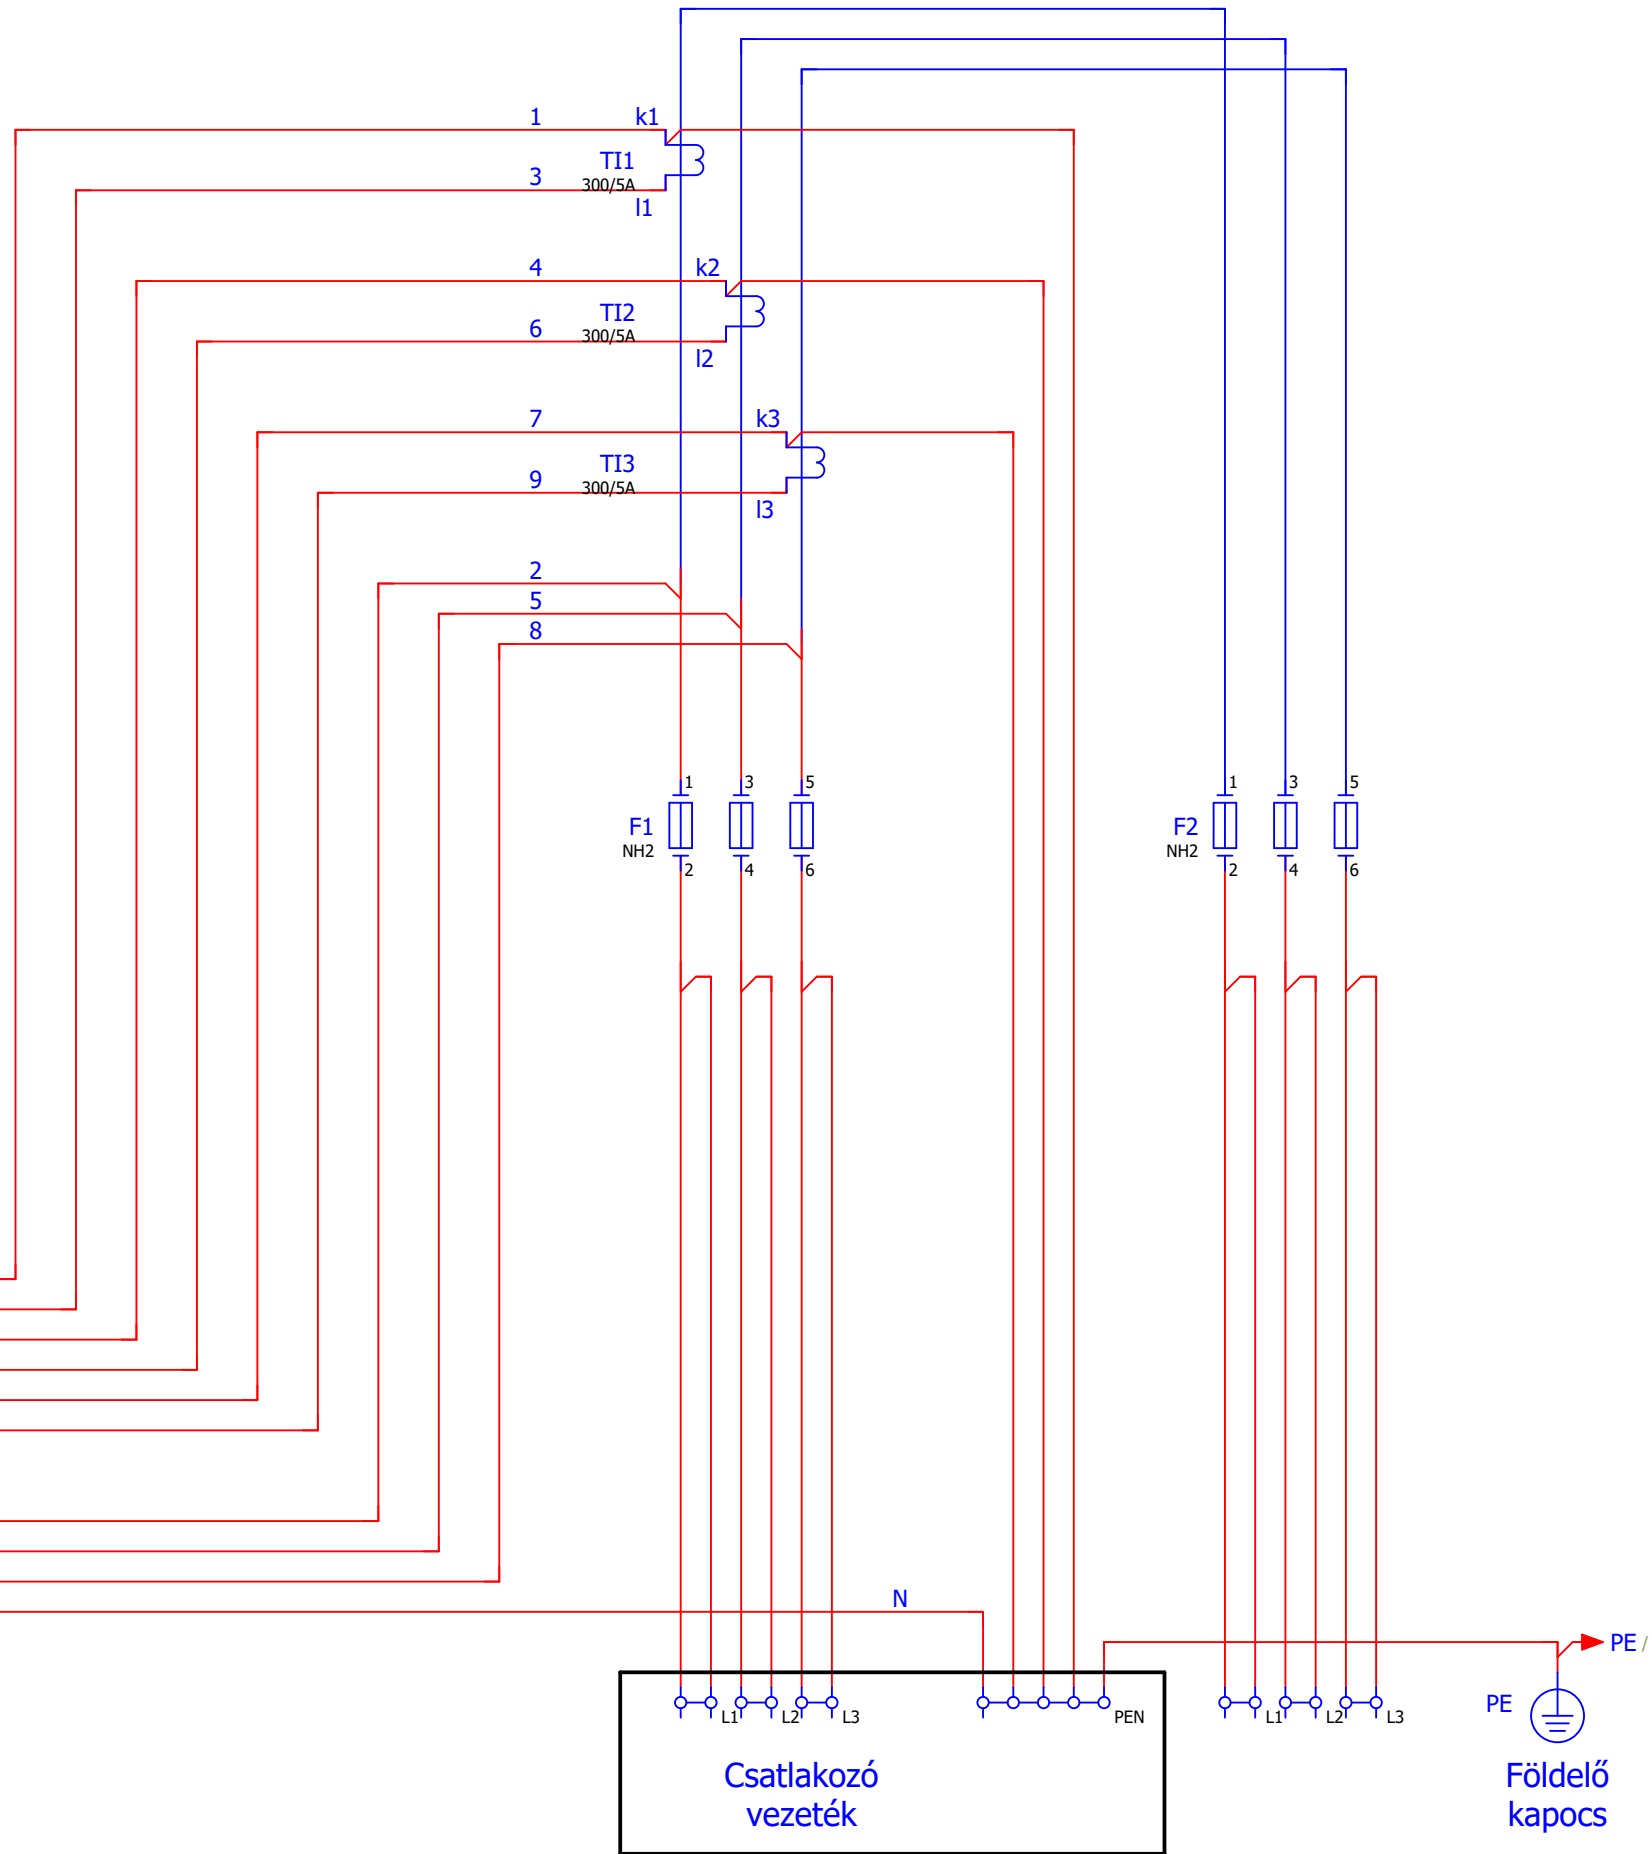 1 k1
TI1
3 300/5A
l1
4 k2
TI2
6 300/5A
l2
7 k3
TI3
9 300/5A
l3
2
5
8
1 3 5 1 3 5
F1 F2
NH2 NH2
2 4 6 2 4 6
N
PE /
PE
L1 L2 L3 PEN L1 L2 L3
Csatlakozó Földelő
vezeték kapocs